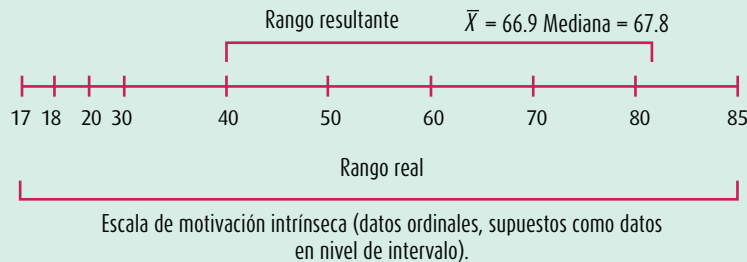 Rango resultante X̄ = 66.9 Mediana = 67.8
17 18 20 30 40 50 60 70 80 85
Rango real
Escala de motivación intrínseca (datos ordinales, supuestos como datos
en nivel de intervalo).